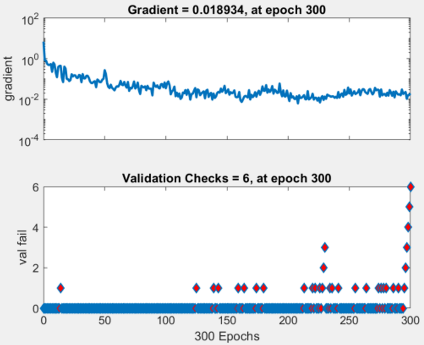 Gradient = 0.018934, at epoch 300
10^2
10^0
10^-2
10^-4
gradient
Validation Checks = 6, at epoch 300
6
4
2
0
val fail
0 50 100 150 200 250 300
300 Epochs